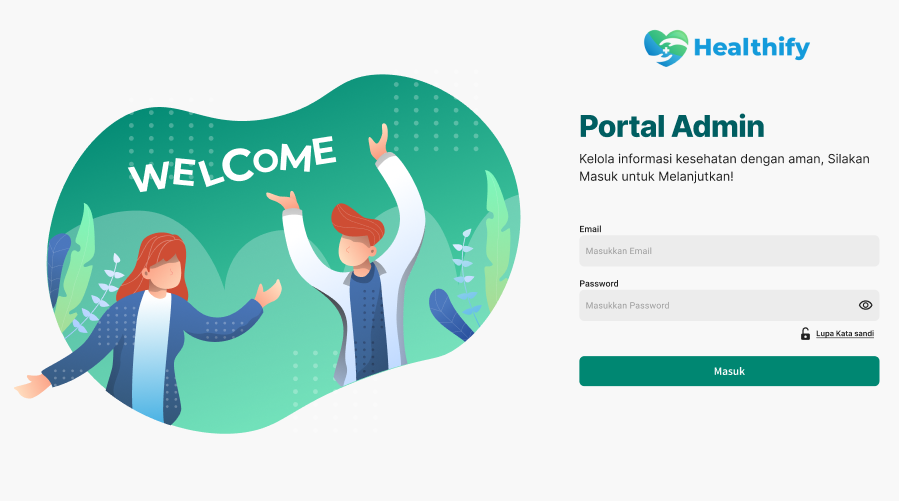 WELCOME
Healthify
Portal Admin
Kelola informasi kesehatan dengan aman, Silakan
Masuk untuk Melanjutkan!
Email
Masukkan Email
Password
Masukkan Password
Lupa Kata sandi
Masuk